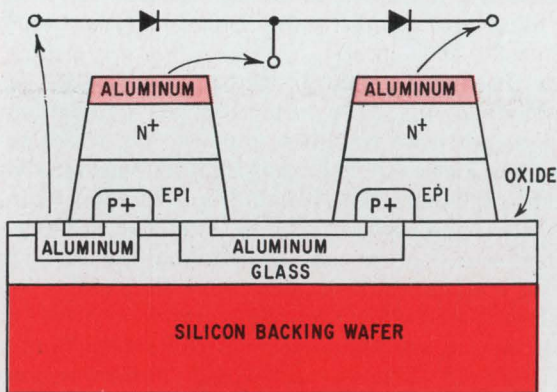 ALUMINUM ALUMINUM
N+ N+
OXIDE
P+ EPI P+ EPI
ALUMINUM ALUMINUM
GLASS
SILICON BACKING WAFER